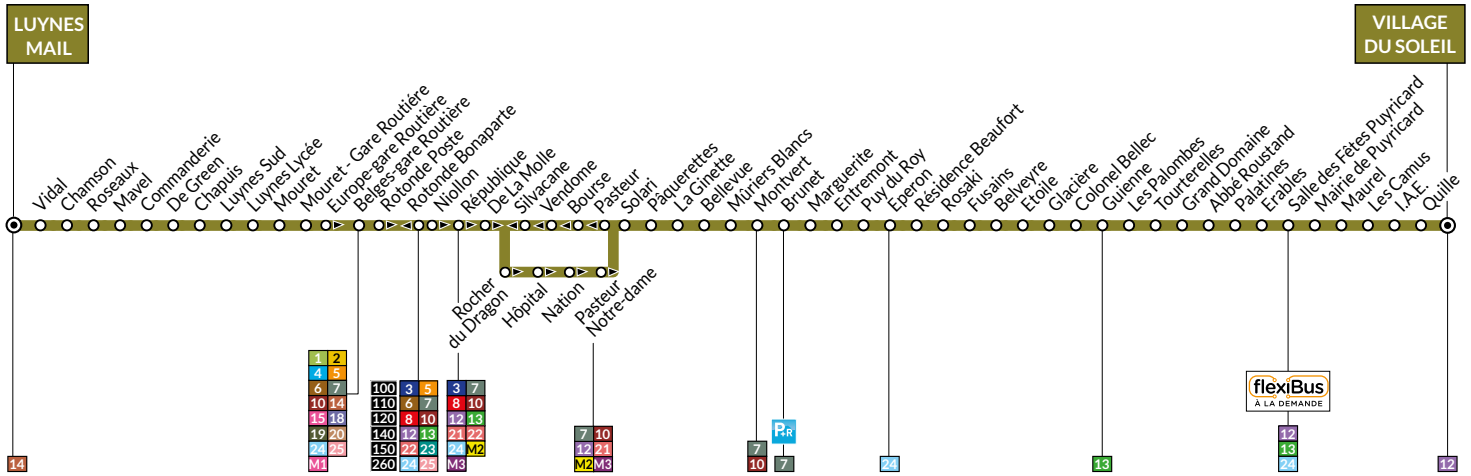 LUYNES
MAIL
VILLAGE
DU SOLEIL
Vidal
Chamson
Roseaux
Mavel
Commanderie
De Green
Chapuis
Luynes Sud
Luynes Lycée
Mouret
Mouret - Gare Routiére
Europe-gare Routière
Belges-gare Routière
Rotonde Poste
Rotonde Bonaparte
Niollon
République
De La Molle
Silvacane
Vendome
Bourse
Pasteur
Solari
Pâquerettes
La Ginette
Bellevue
Mûriers Blancs
Montvert
Brunet
Marguerite
Entremont
Puy du Roy
Eperon
Résidence Beaufort
Rosaki
Fusains
Belveyre
Etoile
Glacière
Colonel Bellec
Guienne
Les Palombes
Tourterelles
Grand Domaine
Abbé Roustand
Palatines
Erables
Salle des Fêtes Puyricard
Mairie de Puyricard
Maurel
Les Camus
I.A.E.
Quille
Rocher
du Dragon
Hôpital
Nation
Pasteur
Notre-dame
14
1 2
4 5
6 7
10 14
15 18
19 20
24 25
M1
100 3 5
110 6 7
120 8 10
140 12 13
150 22 23
260 24 25
3 7
8 10
12 13
21 22
24 M2
M3
7 10
12 21
M2 M3
7
10
P+R
7
24
13
flexiBus
À LA DEMANDE
12
13
24
12